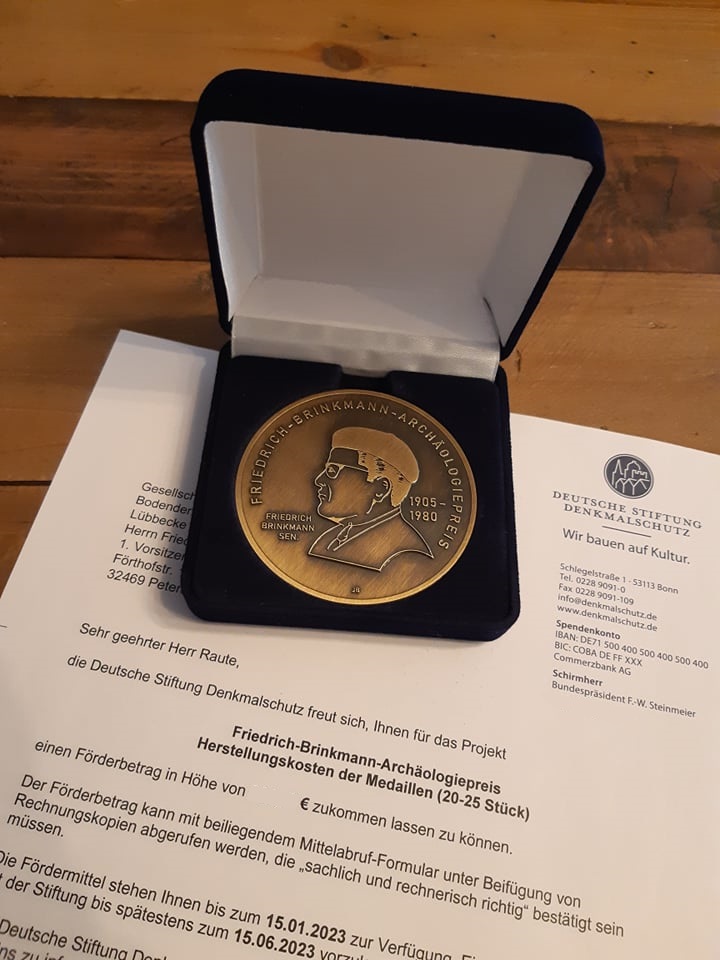 FRIEDRICH-BRINKMANN-ARCHÄOLOGIEPREIS
1905-
1980
FRIEDRICH
BRINKMANN
SEN.
DEUTSCHE STIFTUNG
DENKMALSCHUTZ
Wir bauen auf Kultur.
Schlegelstraße 1 · 53113 Bonn
Tel. 0228 9091-0
Fax 0228 9091-109
info@denkmalschutz.de
www.denkmalschutz.de
Spendenkonto
IBAN: DE71 500 400 500 400 500 400
BIC: COBA DE FF XXX
Commerzbank AG
Schirmherr
Bundespräsident F.-W. Steinmeier
Gesellsch
Bodende
Lübbecke
Herrn Fried
1. Vorsitze
Förthofstr.
32469 Peter
Sehr geehrter Herr Raute,
die Deutsche Stiftung Denkmalschutz freut sich, Ihnen für das Projekt
Friedrich-Brinkmann-Archäologiepreis
Herstellungskosten der Medaillen (20-25 Stück)
einen Förderbetrag in Höhe von € zukommen lassen zu können.
Der Förderbetrag kann mit beiliegendem Mittelabruf-Formular unter Beifügung von
Rechnungskopien abgerufen werden, die „sachlich und rechnerisch richtig" bestätigt sein
müssen.
Die Fördermittel stehen Ihnen bis zum 15.01.2023 zur Verfügung.
der Stiftung bis spätestens zum 15.06.2023
Deutsche Stiftung